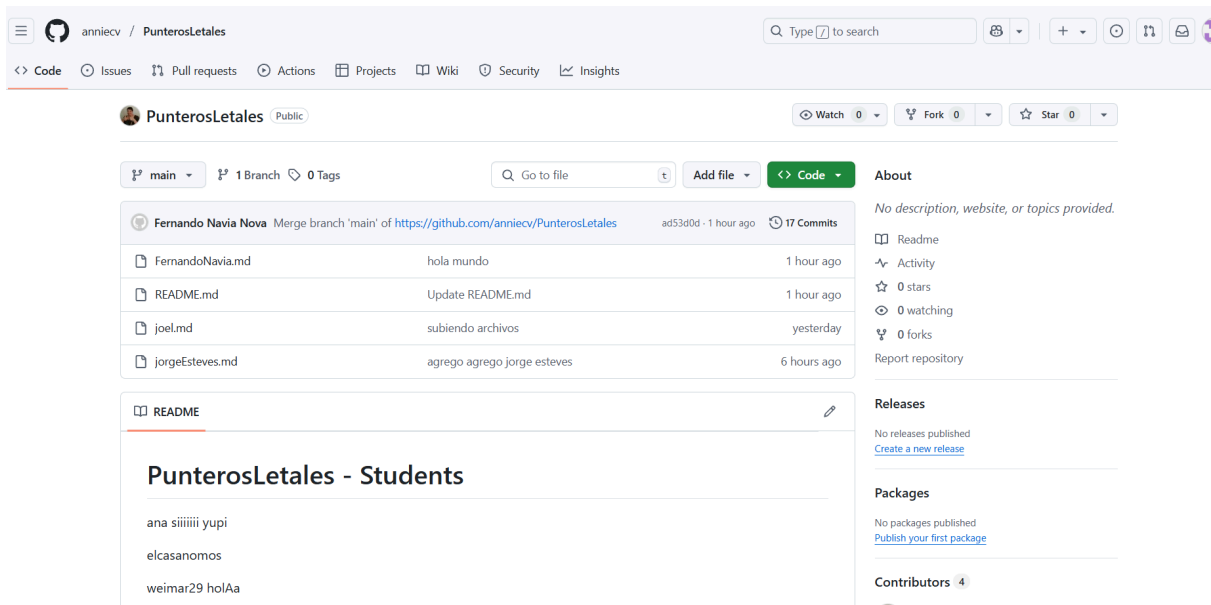 anniecv / PunterosLetales
Type / to search
Code Issues Pull requests Actions Projects Wiki Security Insights
PunterosLetales Public
Watch 0 Fork 0 Star 0
main 1 Branch 0 Tags
Go to file t
Add file
Code
Fernando Navia Nova Merge branch 'main' of https://github.com/anniecv/PunterosLetales ad53d0d · 1 hour ago 17 Commits
FernandoNavia.md hola mundo 1 hour ago
README.md Update README.md 1 hour ago
joel.md subiendo archivos yesterday
jorgeEsteves.md agrego agrego jorge esteves 6 hours ago
README
PunterosLetales - Students
ana siiiiiii yupi
elcasanomos
weimar29 holAa
About
No description, website, or topics provided.
Readme
Activity
0 stars
0 watching
0 forks
Report repository
Releases
No releases published
Create a new release
Packages
No packages published
Publish your first package
Contributors 4